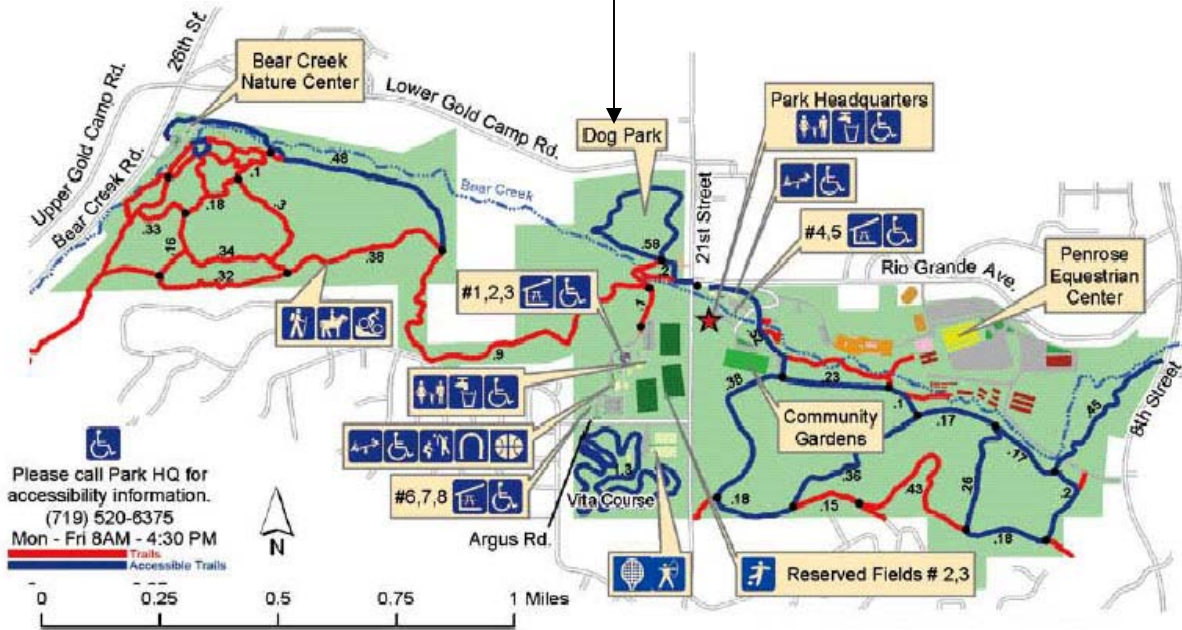 26th St.
Bear Creek
Nature Center
Upper Gold Camp Rd.
Lower Gold Camp Rd.
Bear Creek Rd.
Dog Park
Park Headquarters
Bear Creek
21st Street
#4,5
Rio Grande Ave.
Penrose
Equestrian
Center
.48
.1
.18
.3
.33
.16
.34
.32
.38
.58
.2
#1,2,3
.9
.38
.23
.1
.17
.17
.45
8th Street
Community
Gardens
1.3
Vita Course
#6,7,8
.18
.36
.15
.43
.26
.18
.2
Argus Rd.
Reserved Fields # 2,3
Please call Park HQ for
accessibility information.
(719) 520-6375
Mon - Fri 8AM - 4:30 PM
Trails
Accessible Trails
N
0 0.25 0.5 0.75 1 Miles